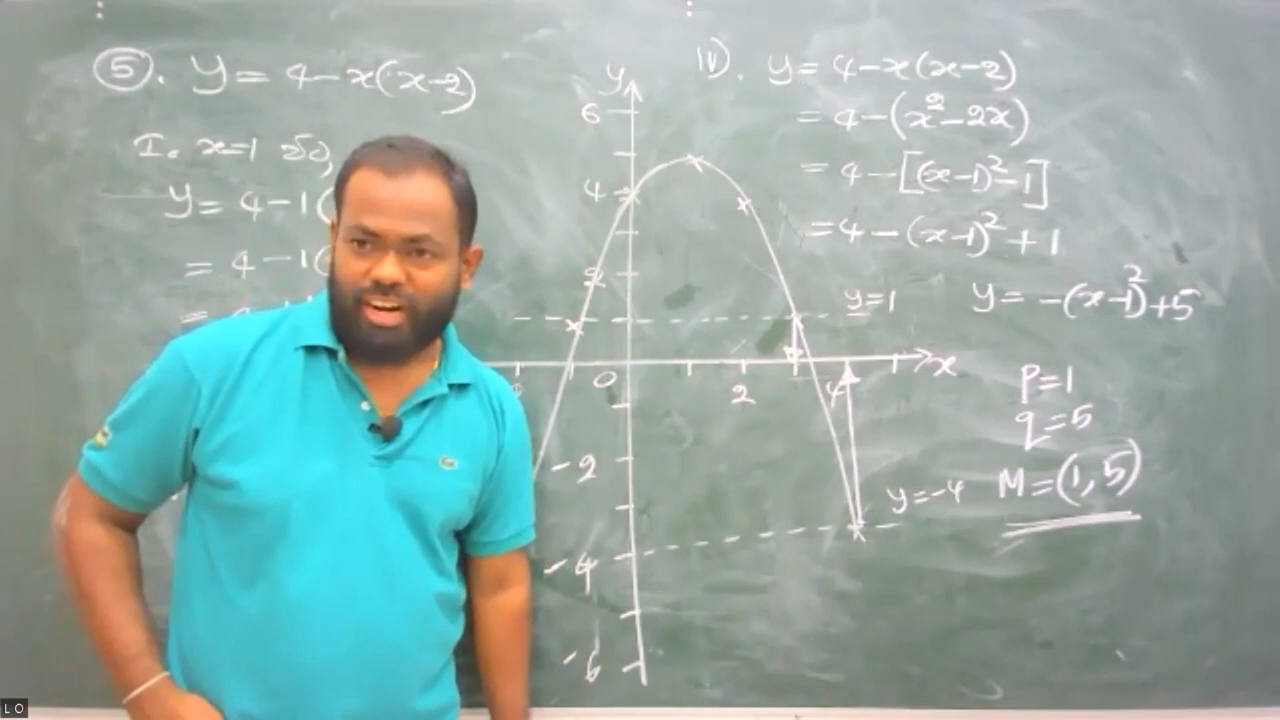 ⑤. y = 4-x(x-2)
I. x=1 විට,
y = 4-1(
= 4-1(
=
y
6
4
2
0
2
4
x
-2
-4
-6
y=1
y=-4
iv). y = 4-x(x-2)
= 4-(x²-2x)
= 4-[(x-1)²-1]
= 4-(x-1)²+1
y = -(x-1)²+5
P=1
q=5
M=(1,5)
LO